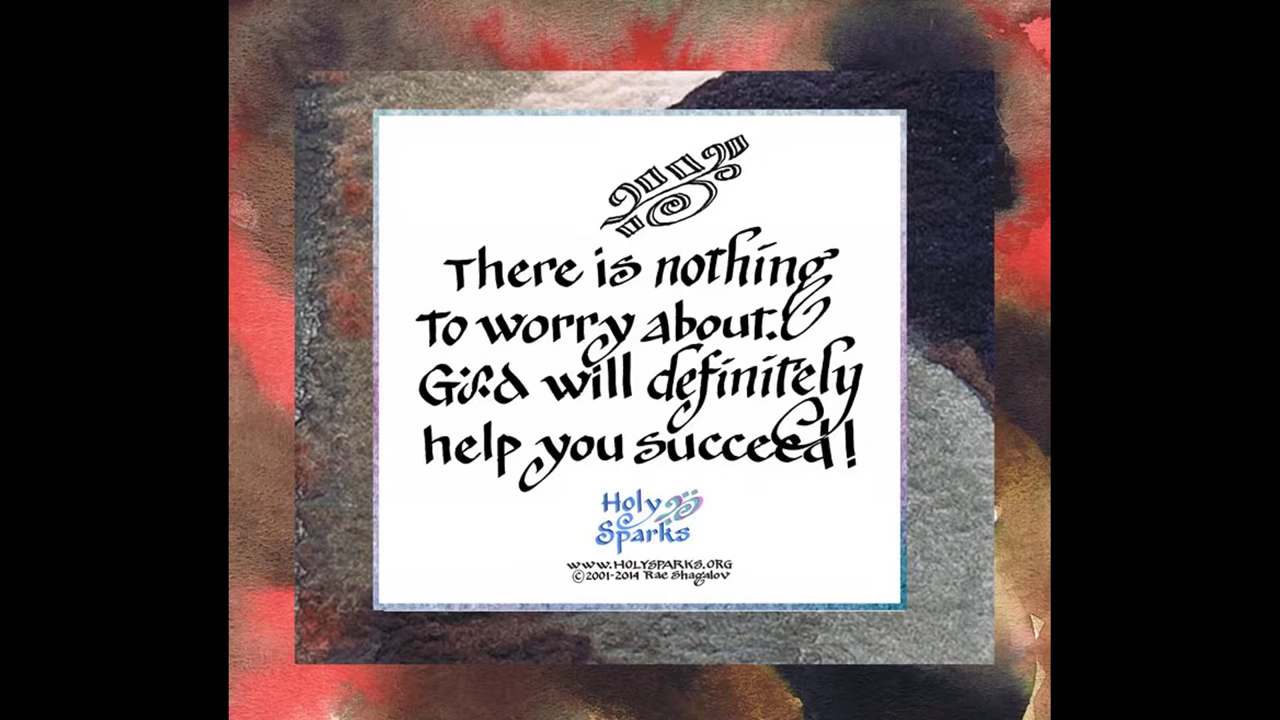 There is nothing
to worry about.
G‑d will definitely
help you succeed!
Holy
Sparks
www.HOLYSPARKS.ORG
©2001-2014 Rae Shagalov